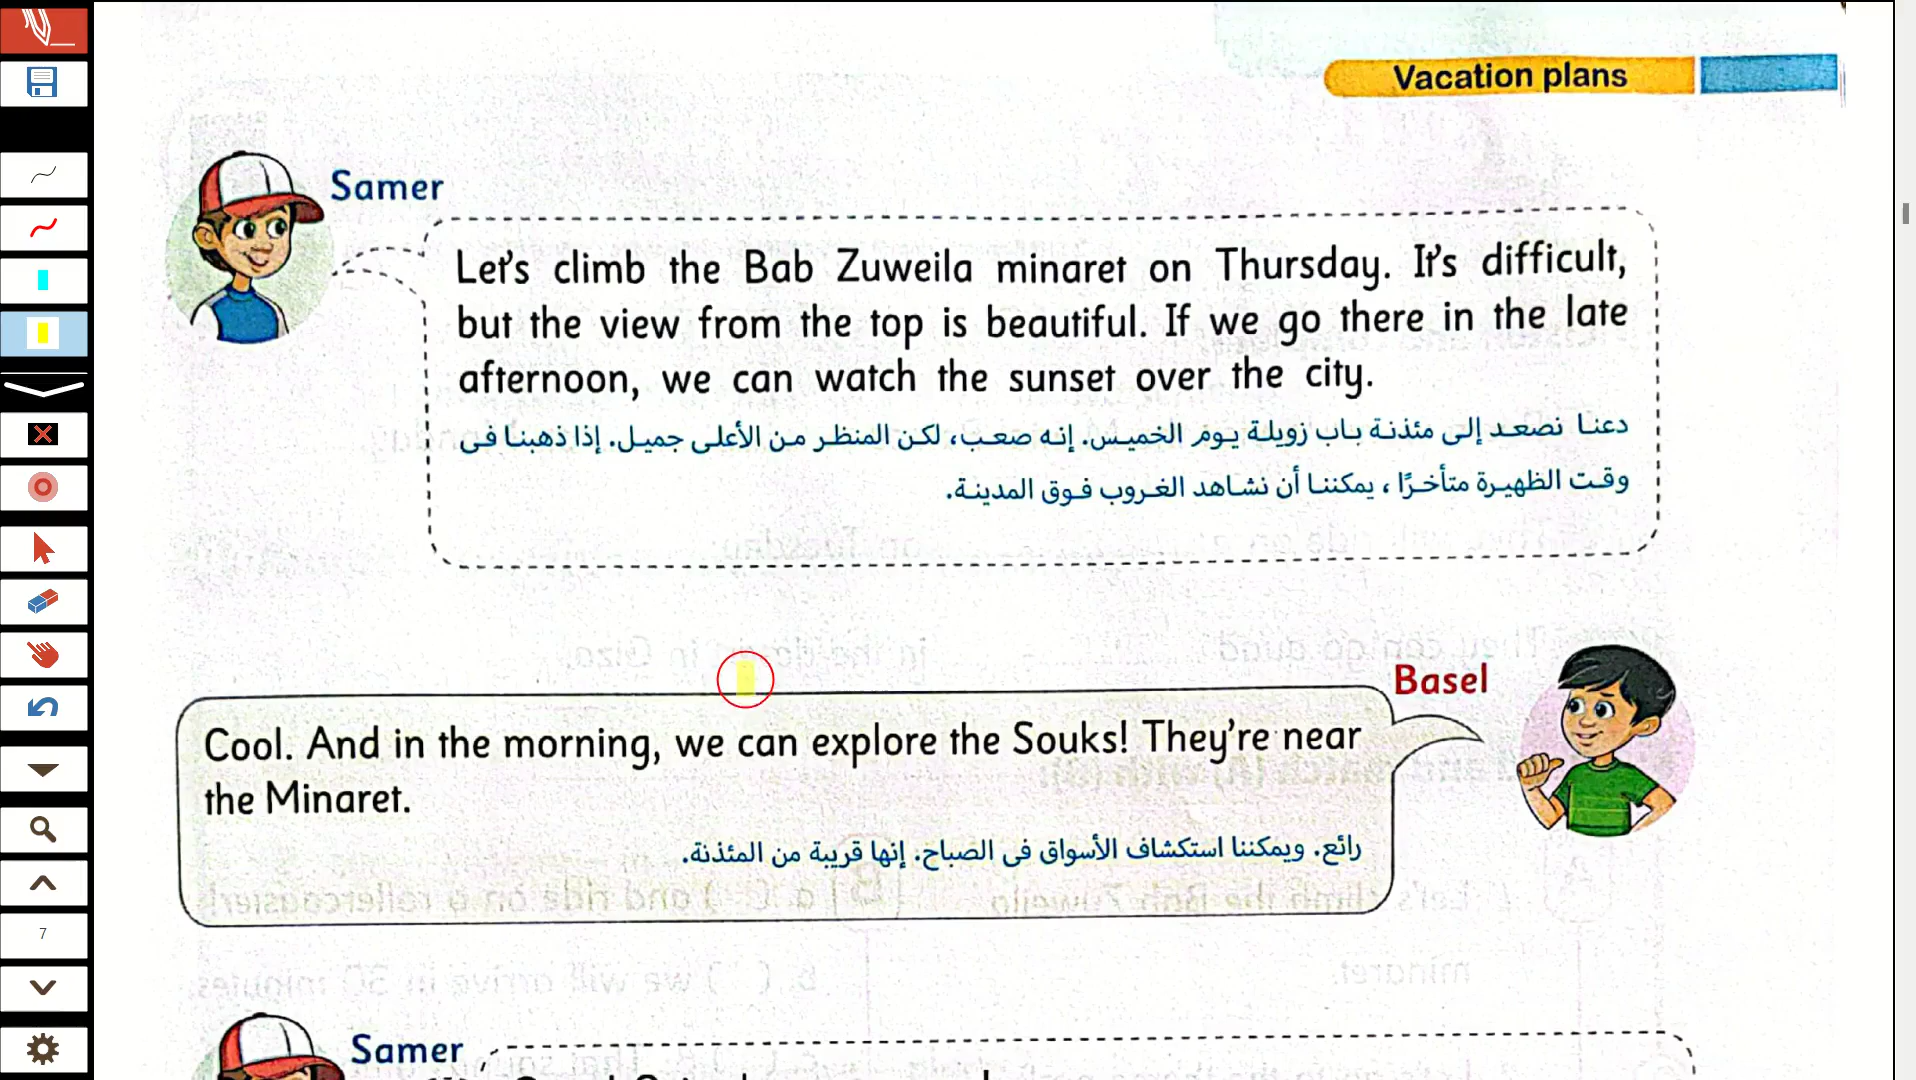 Vacation plans
Samer
Let's climb the Bab Zuweila minaret on Thursday. It's difficult,
but the view from the top is beautiful. If we go there in the late
afternoon, we can watch the sunset over the city.
دعنا نصعد إلى مئذنة باب زويلة يوم الخميس. إنه صعب، لكن المنظر من الأعلى جميل. إذا ذهبنا فى
وقت الظهيرة متأخرًا ، يمكننا أن نشاهد الغروب فوق المدينة.
Basel
Cool. And in the morning, we can explore the Souks! They're near
the Minaret.
رائع. ويمكننا استكشاف الأسواق فى الصباح. إنها قريبة من المئذنة.
7
Samer